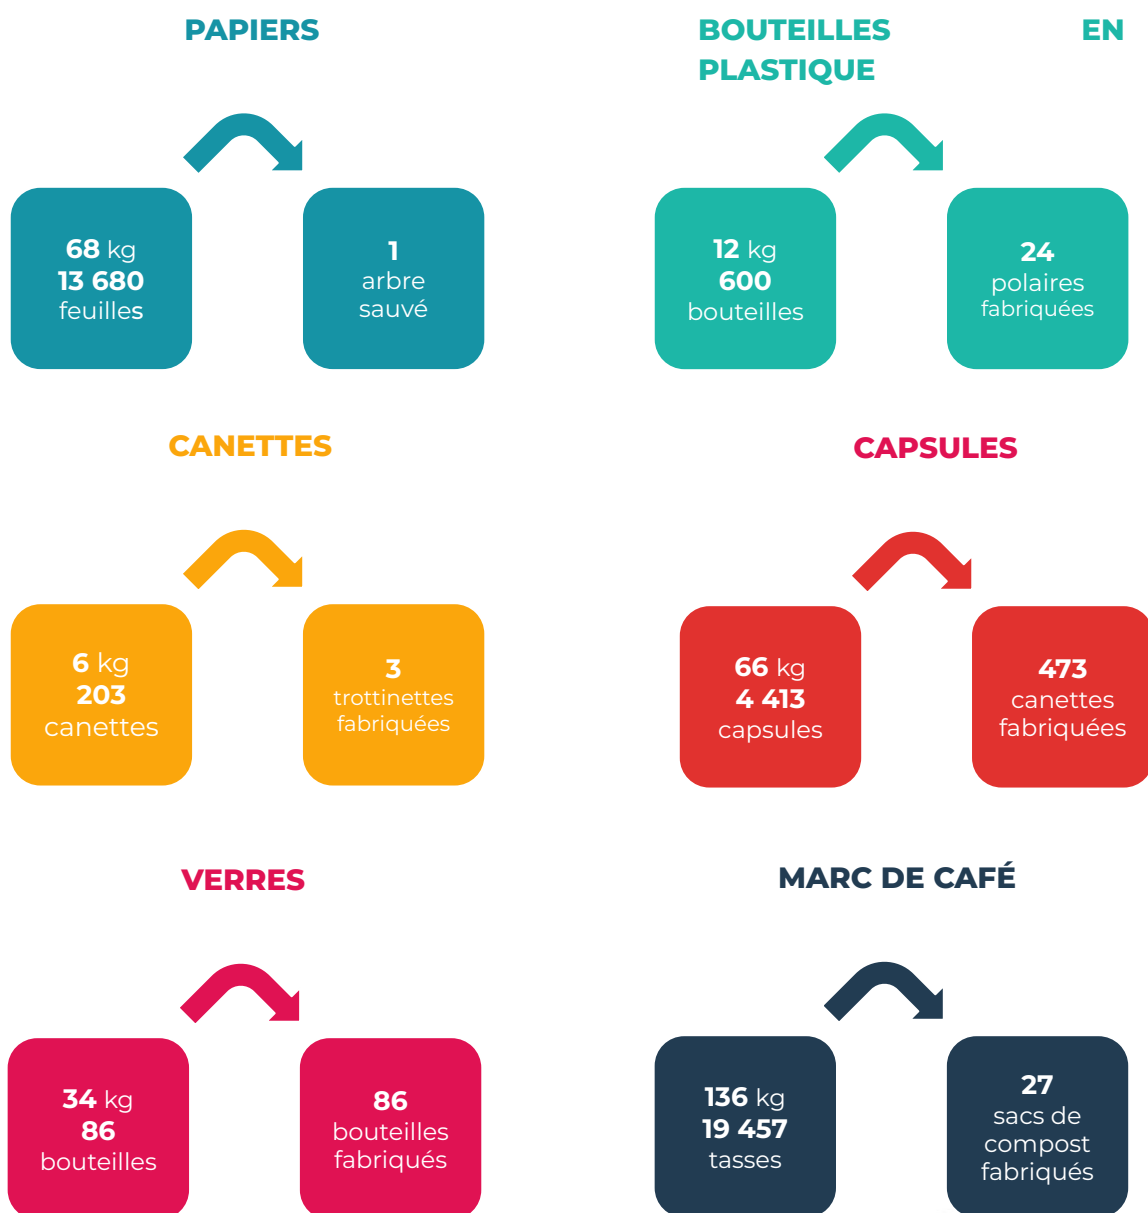 PAPIERS
68 kg
13 680
feuilles
1
arbre
sauvé
BOUTEILLES EN
PLASTIQUE
12 kg
600
bouteilles
24
polaires
fabriquées
CANETTES
6 kg
203
canettes
3
trottinettes
fabriquées
CAPSULES
66 kg
4 413
capsules
473
canettes
fabriquées
VERRES
34 kg
86
bouteilles
86
bouteilles
fabriqués
MARC DE CAFÉ
136 kg
19 457
tasses
27
sacs de
compost
fabriqués